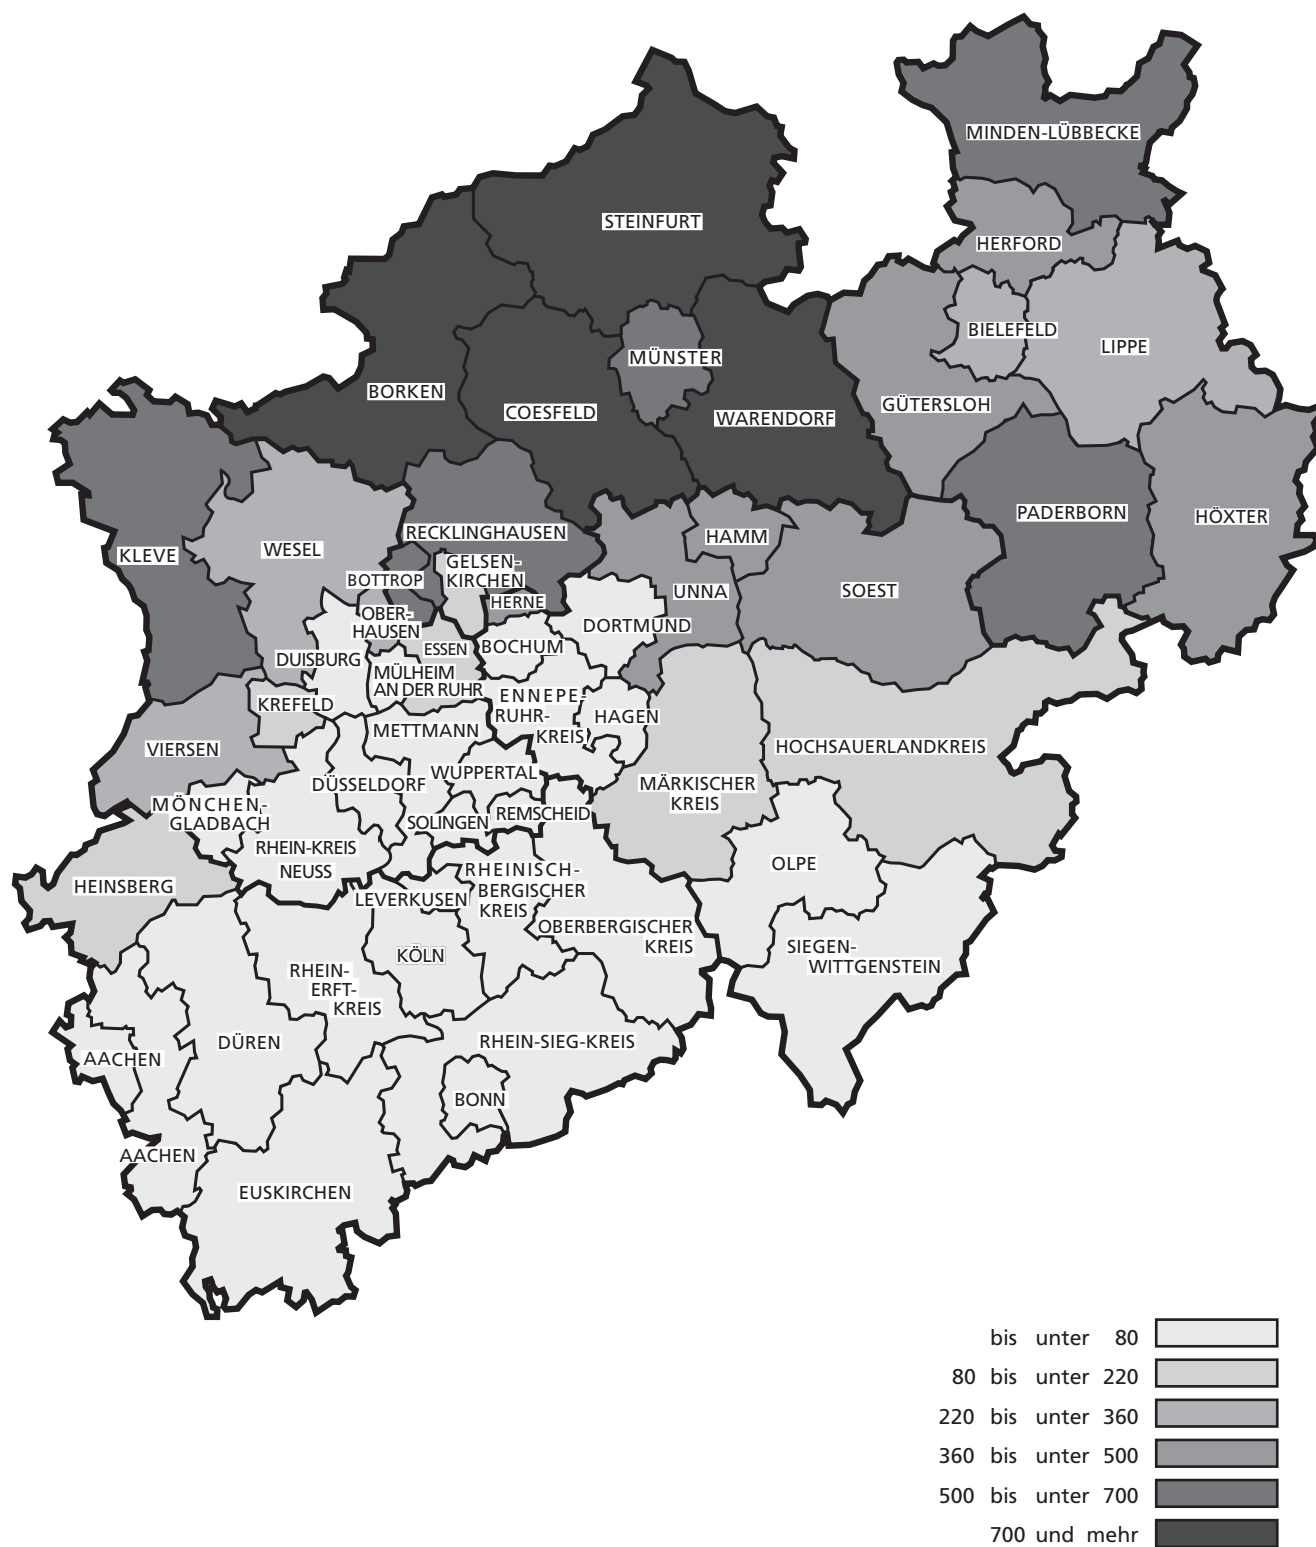 MINDEN-LÜBBECKE
STEINFURT
HERFORD
BIELEFELD
LIPPE
MÜNSTER
BORKEN
COESFELD
WARENDORF
GÜTERSLOH
PADERBORN
HÖXTER
RECKLINGHAUSEN
HAMM
KLEVE
WESEL
GELSEN-
KIRCHEN
BOTTROP
HERNE
UNNA
SOEST
OBER-
HAUSEN
DORTMUND
ESSEN
BOCHUM
DUISBURG
MÜLHEIM
AN DER RUHR
KREFELD
ENNEPE-
RUHR-
KREIS
HAGEN
METTMANN
VIERSEN
HOCHSAUERLANDKREIS
WUPPERTAL
DÜSSELDORF
MÄRKISCHER
KREIS
MÖNCHEN-
GLADBACH
REMSCHEID
SOLINGEN
RHEIN-KREIS
NEUSS
OLPE
HEINSBERG
RHEINISCH-
BERGISCHER
KREIS
LEVERKUSEN
OBERBERGISCHER
KREIS
KÖLN
SIEGEN-
WITTGENSTEIN
RHEIN-
ERFT-
KREIS
DÜREN
RHEIN-SIEG-KREIS
AACHEN
BONN
AACHEN
EUSKIRCHEN
bis unter 80
80 bis unter 220
220 bis unter 360
360 bis unter 500
500 bis unter 700
700 und mehr